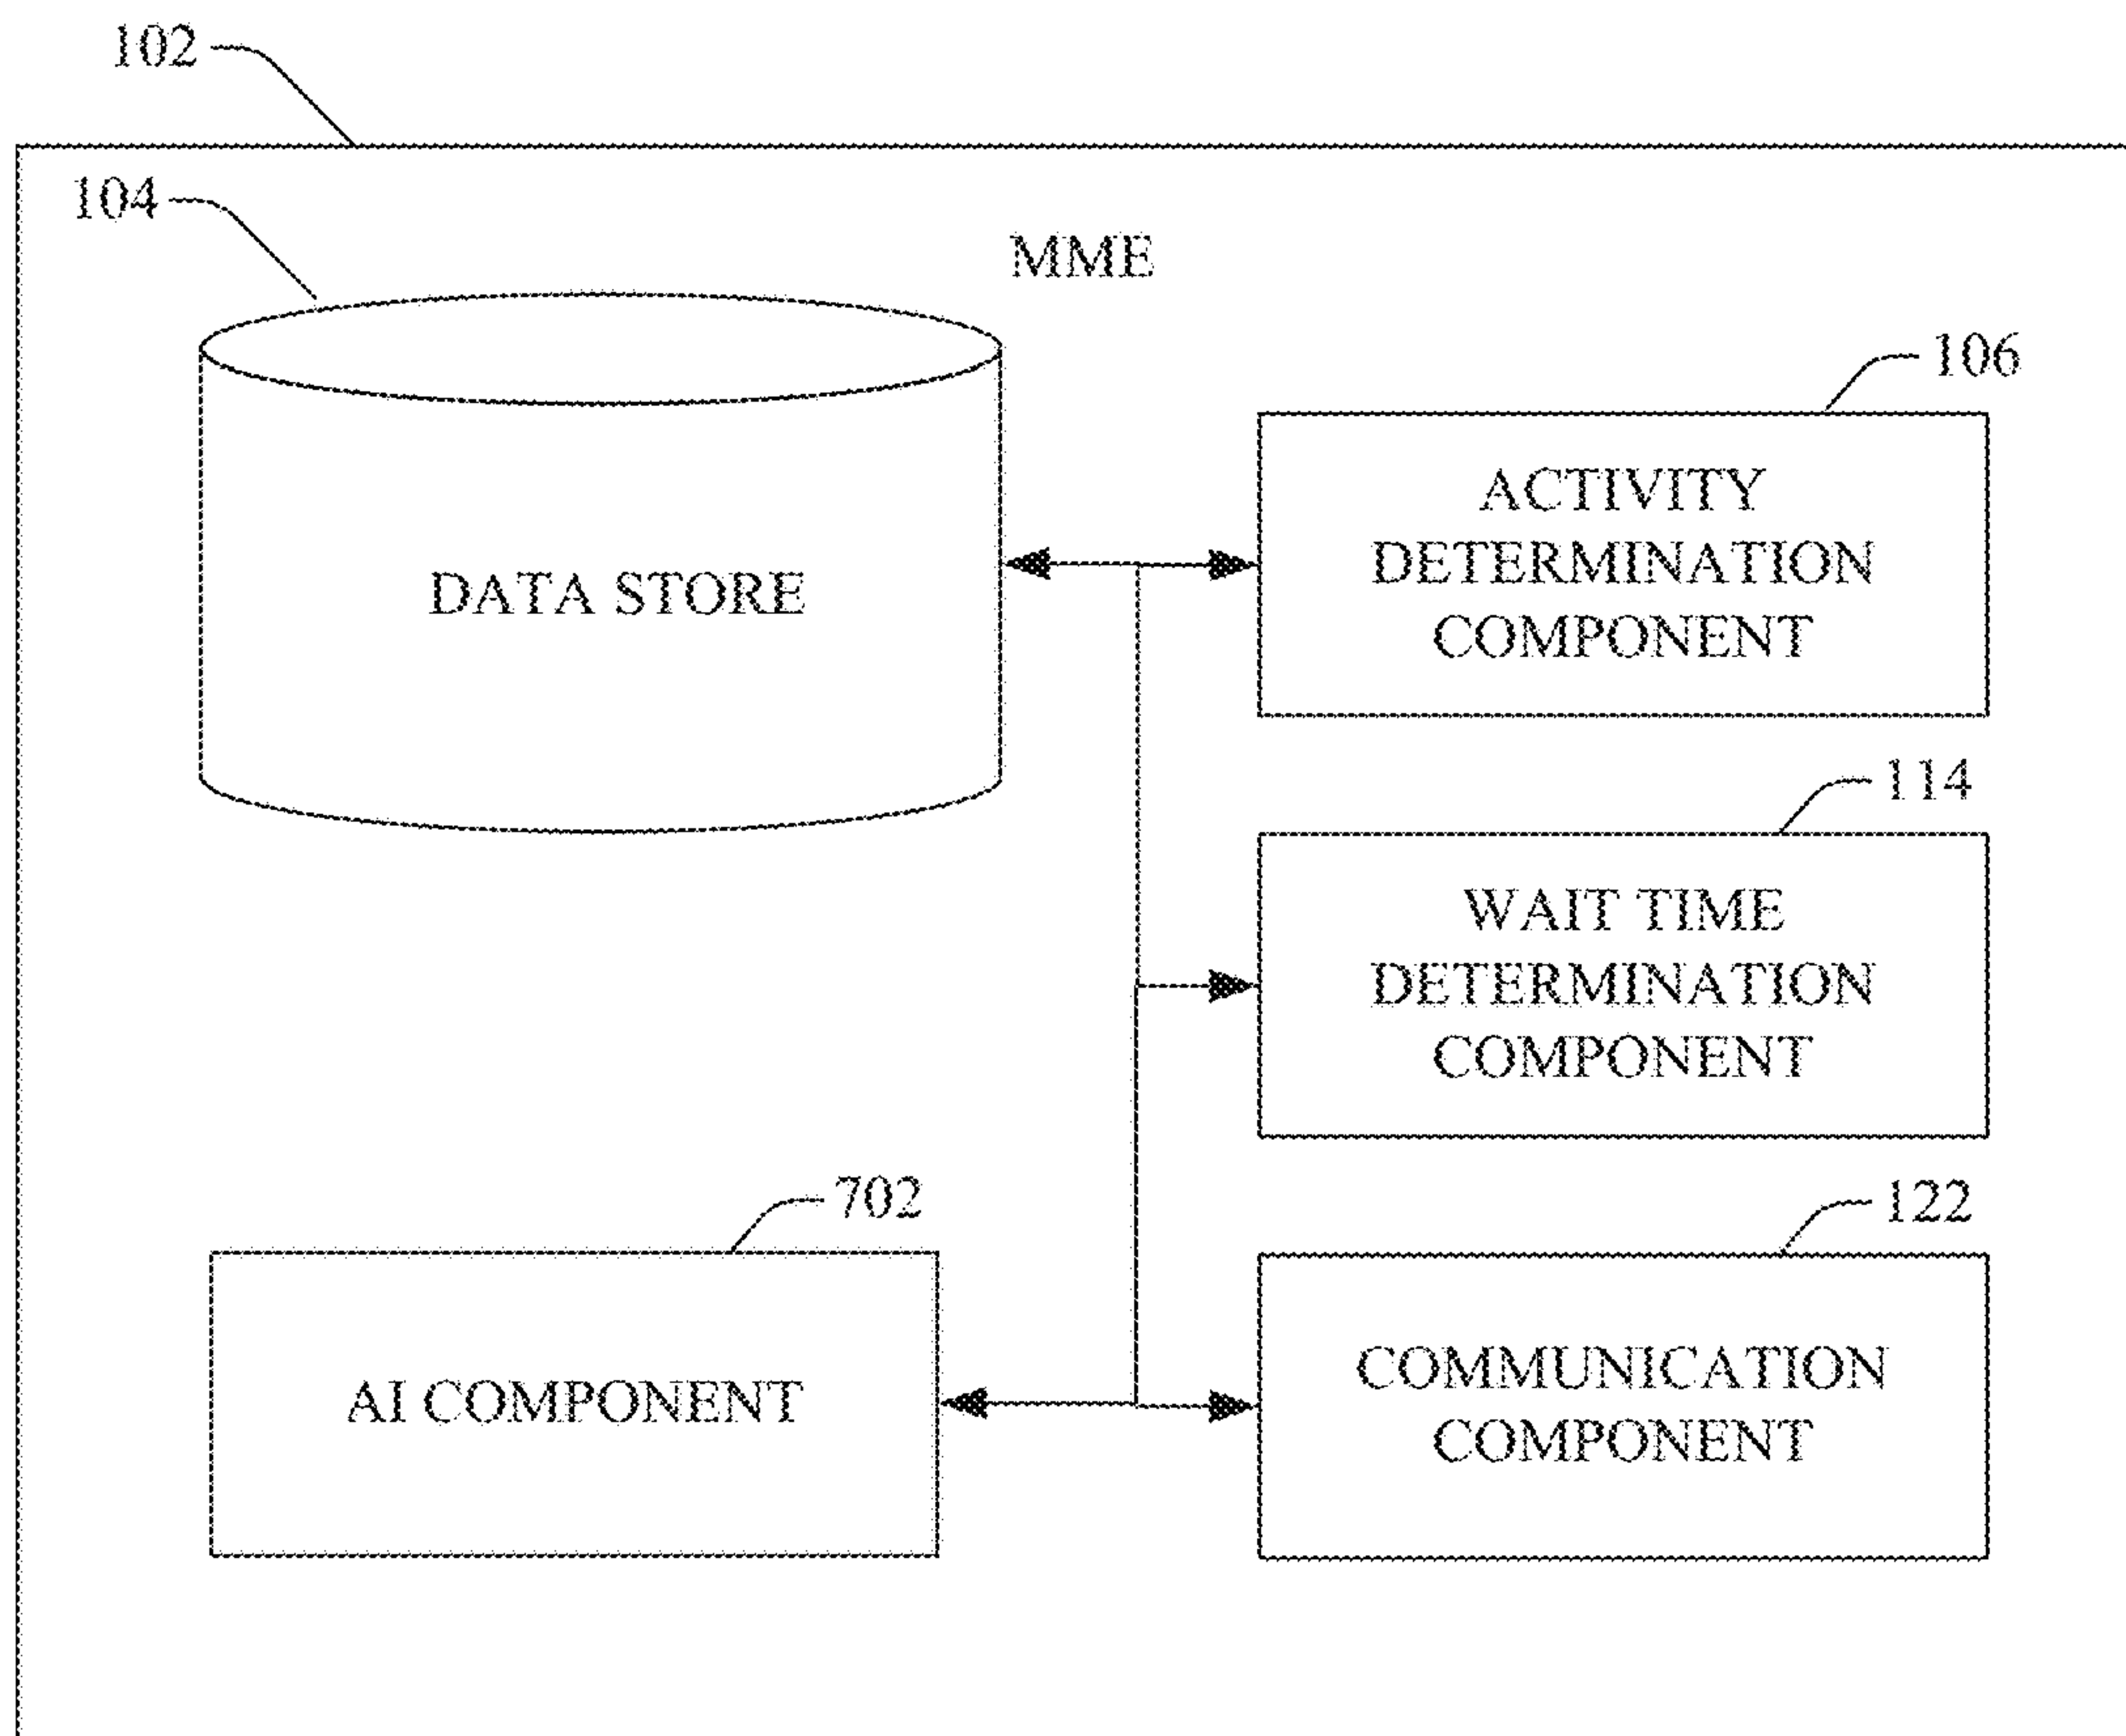 102
104
MME
106
ACTIVITY
DETERMINATION
COMPONENT
DATA STORE
114
WAIT TIME
DETERMINATION
COMPONENT
702
122
AI COMPONENT
COMMUNICATION
COMPONENT